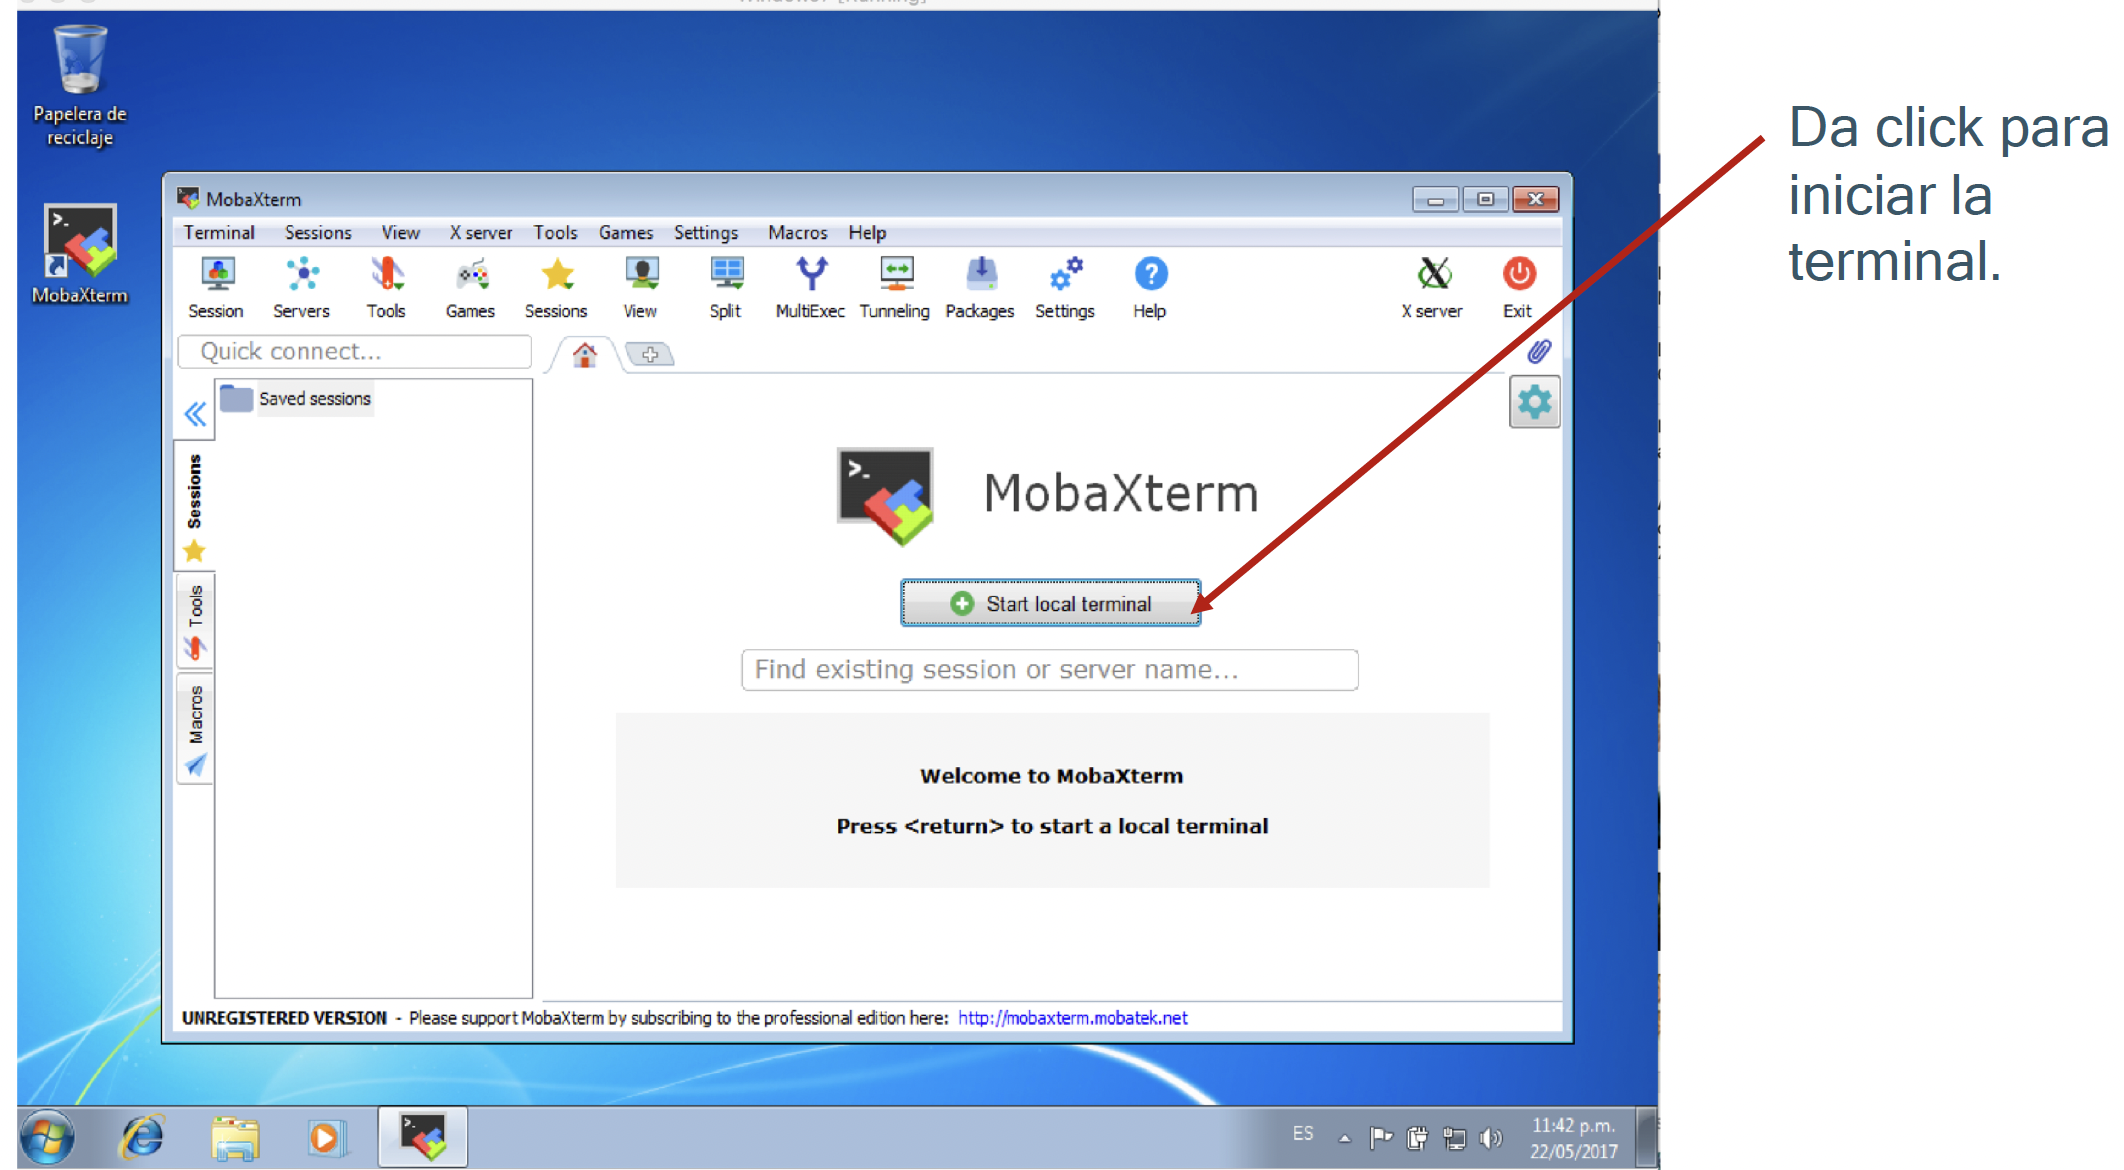 Papelera de
reciclaje
MobaXterm
Da click para
iniciar la
terminal.
MobaXterm
Terminal Sessions View X server Tools Games Settings Macros Help
Session Servers Tools Games Sessions View Split MultiExec Tunneling Packages Settings Help X server Exit
Quick connect...
Saved sessions
Sessions
Tools
Macros
>_ MobaXterm
Start local terminal
Find existing session or server name...
Welcome to MobaXterm
Press <return> to start a local terminal
UNREGISTERED VERSION - Please support MobaXterm by subscribing to the professional edition here: http://mobaxterm.mobatek.net
ES
11:42 p.m.
22/05/2017